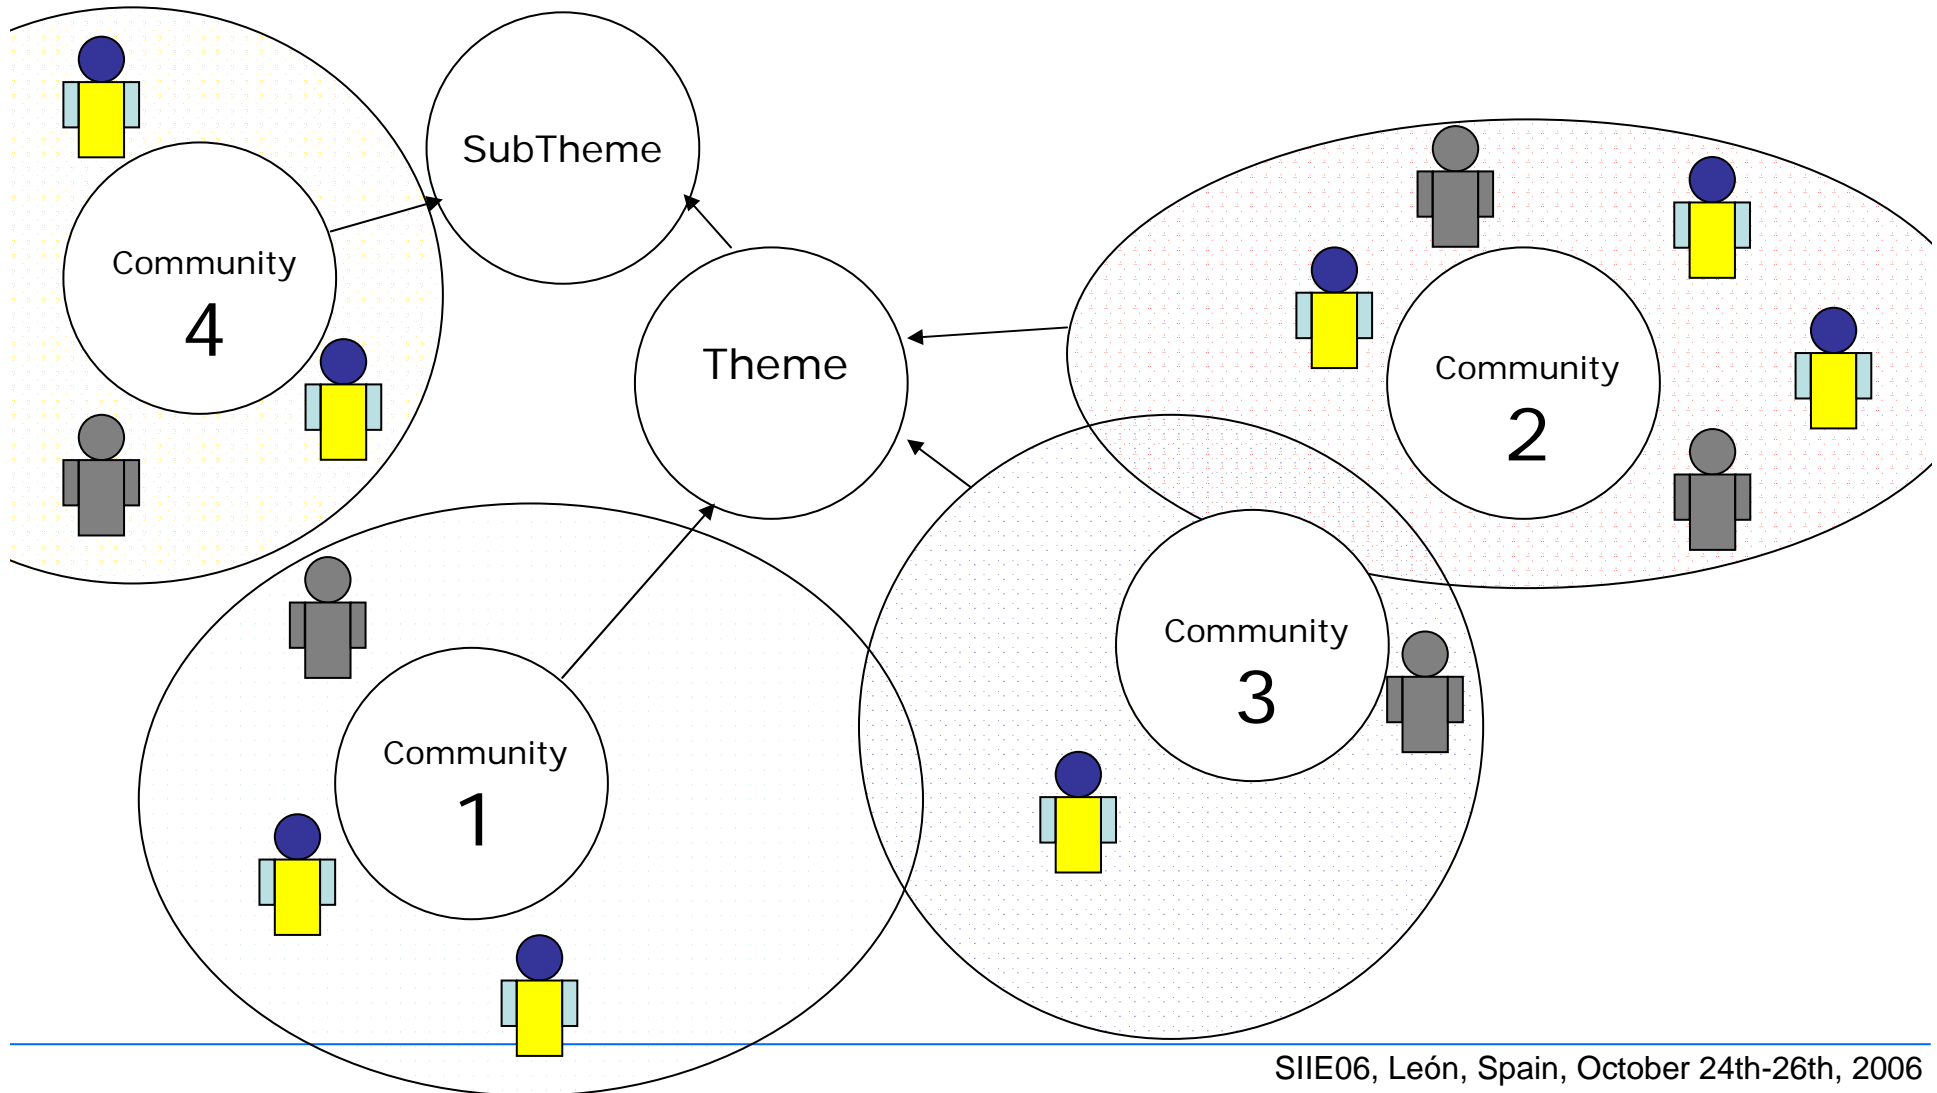 SubTheme
Community
4
Theme
Community
2
Community
3
Community
1
SIIE06, León, Spain, October 24th-26th, 2006